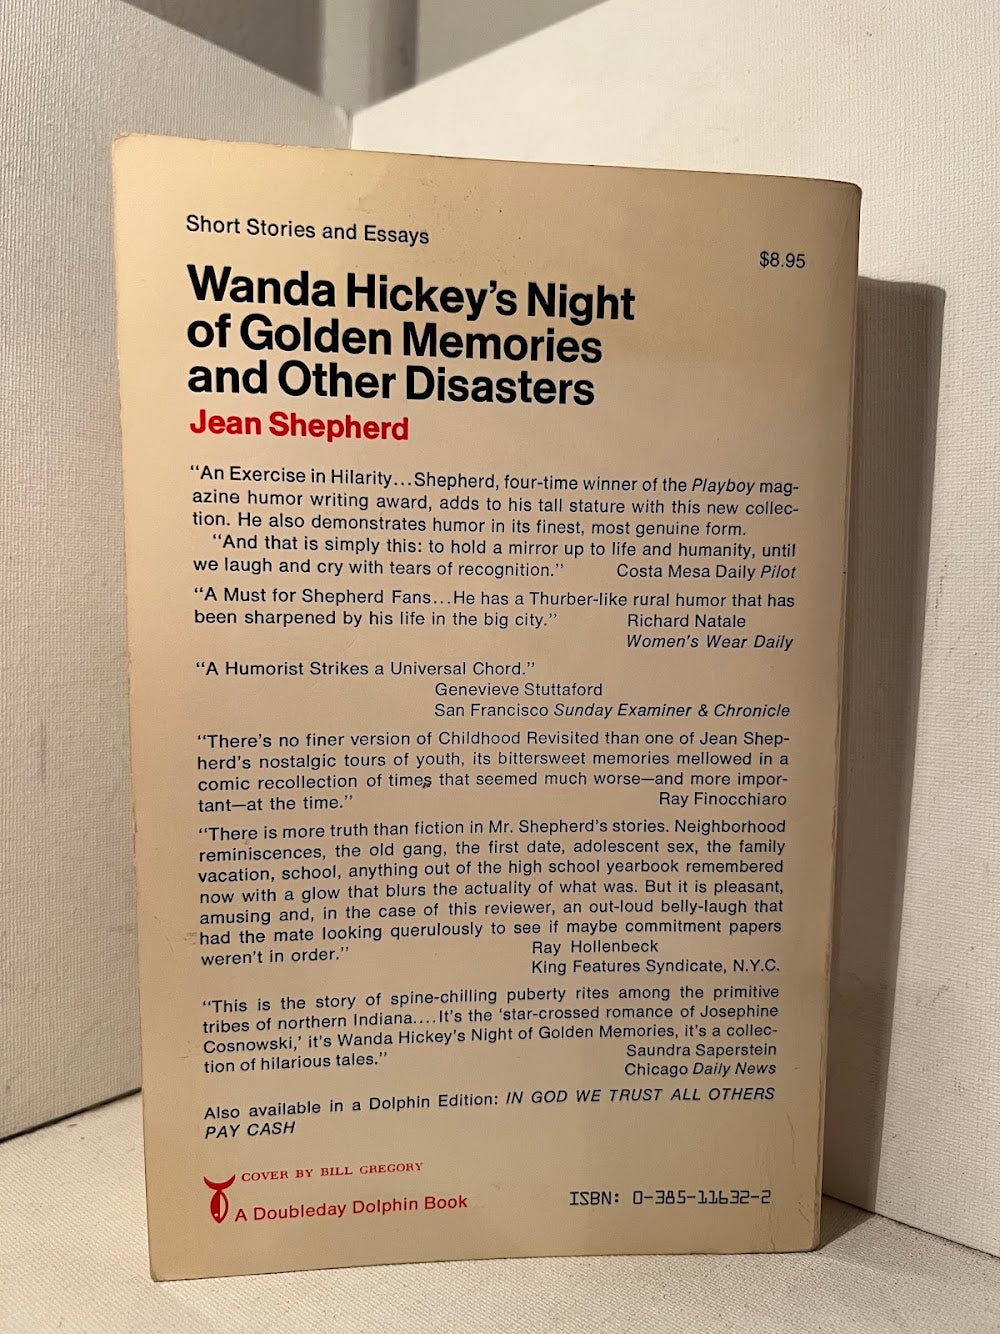 Short Stories and Essays
$8.95
Wanda Hickey's Night
of Golden Memories
and Other Disasters
Jean Shepherd
"An Exercise in Hilarity...Shepherd, four-time winner of the Playboy mag-
azine humor writing award, adds to his tall stature with this new collec-
tion. He also demonstrates humor in its finest, most genuine form.
"And that is simply this: to hold a mirror up to life and humanity, until
we laugh and cry with tears of recognition." Costa Mesa Daily Pilot
"A Must for Shepherd Fans...He has a Thurber-like rural humor that has
been sharpened by his life in the big city." Richard Natale
Women's Wear Daily
"A Humorist Strikes a Universal Chord."
Genevieve Stuttaford
San Francisco Sunday Examiner & Chronicle
"There's no finer version of Childhood Revisited than one of Jean Shep-
herd's nostalgic tours of youth, its bittersweet memories mellowed in a
comic recollection of times that seemed much worse—and more impor-
tant—at the time." Ray Finocchiaro
"There is more truth than fiction in Mr. Shepherd's stories. Neighborhood
reminiscences, the old gang, the first date, adolescent sex, the family
vacation, school, anything out of the high school yearbook remembered
now with a glow that blurs the actuality of what was. But it is pleasant,
amusing and, in the case of this reviewer, an out-loud belly-laugh that
had the mate looking querulously to see if maybe commitment papers
weren't in order." Ray Hollenbeck
King Features Syndicate, N.Y.C.
"This is the story of spine-chilling puberty rites among the primitive
tribes of northern Indiana....It's the 'star-crossed romance of Josephine
Cosnowski,' it's Wanda Hickey's Night of Golden Memories, it's a collec-
tion of hilarious tales." Saundra Saperstein
Chicago Daily News
Also available in a Dolphin Edition: IN GOD WE TRUST ALL OTHERS
PAY CASH
COVER BY BILL GREGORY
A Doubleday Dolphin Book
ISBN: 0-385-11632-2